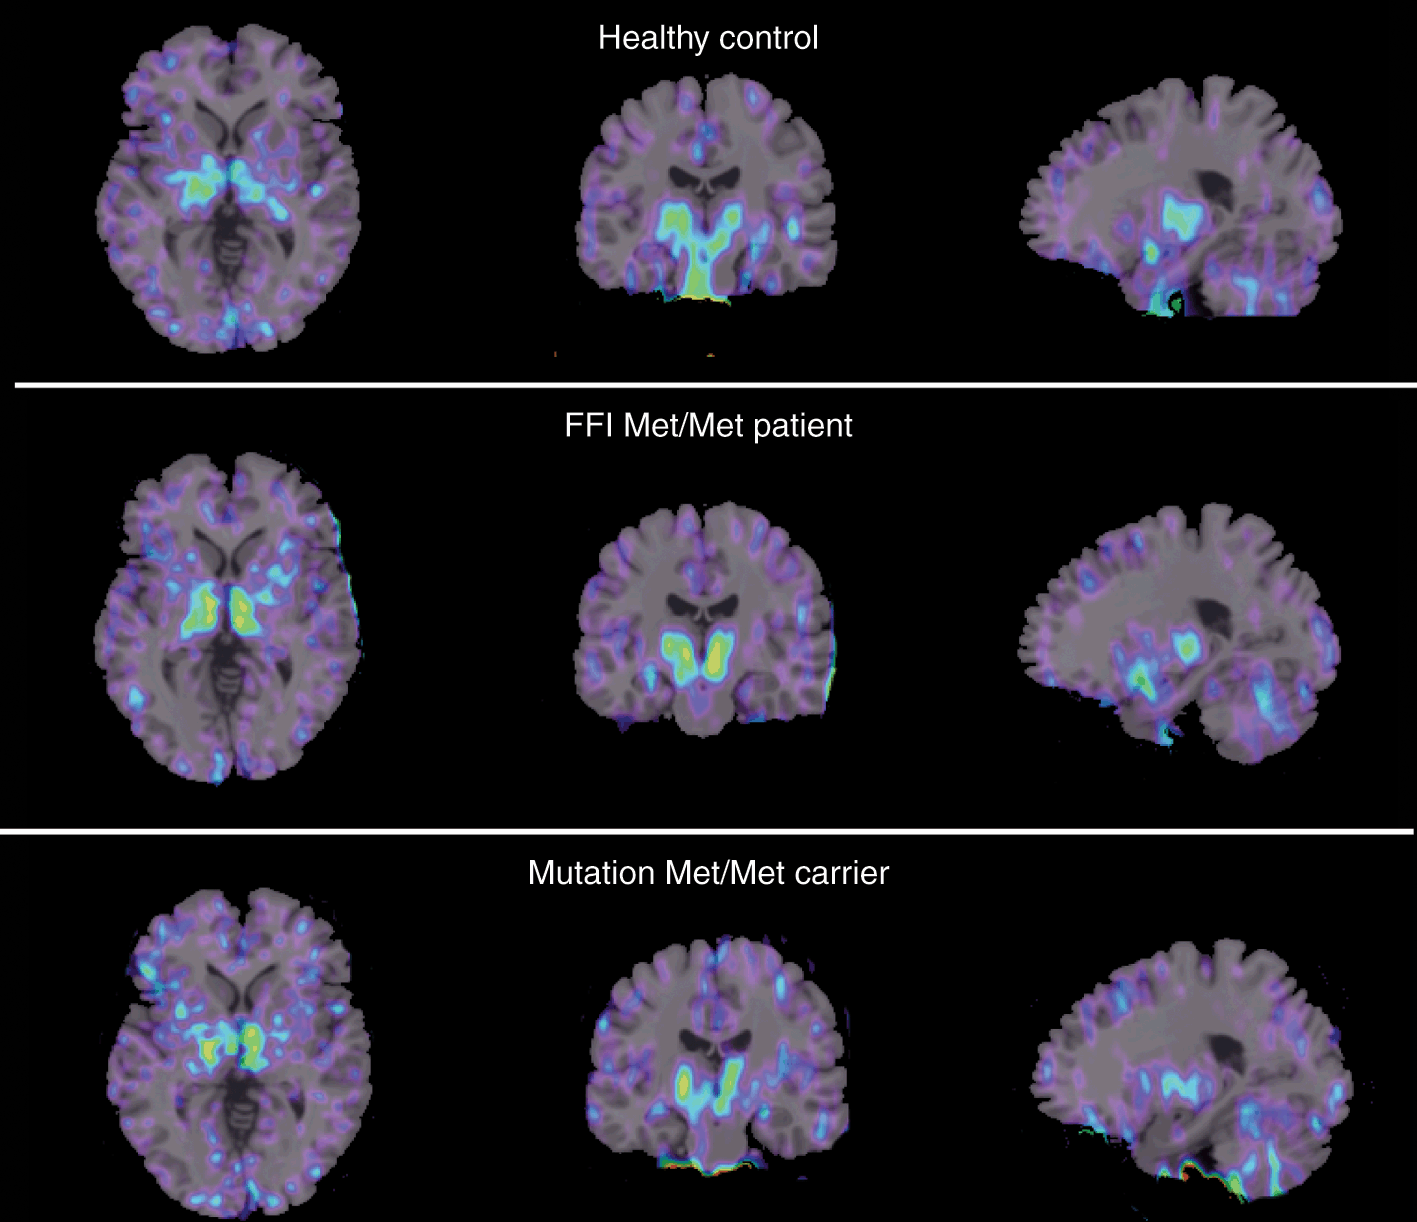 Healthy control
FFI Met/Met patient
Mutation Met/Met carrier